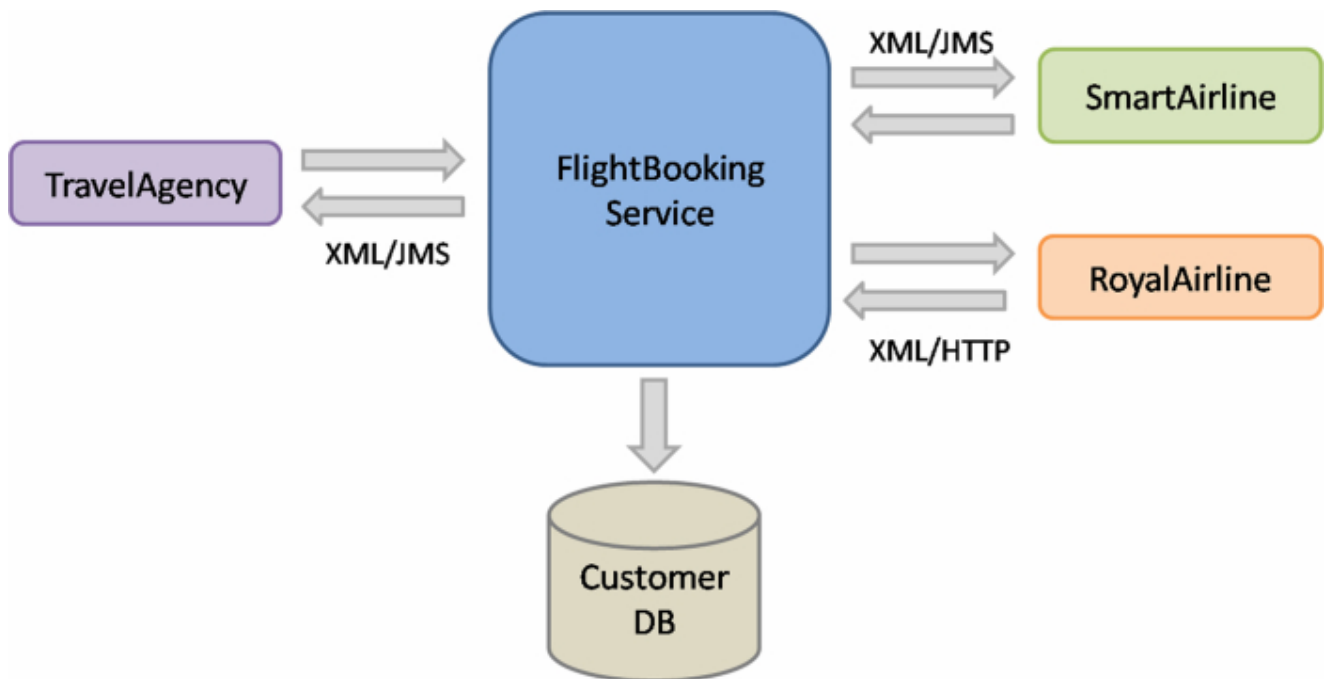 XML/JMS
SmartAirline
TravelAgency
XML/JMS
FlightBooking
Service
RoyalAirline
XML/HTTP
Customer
DB